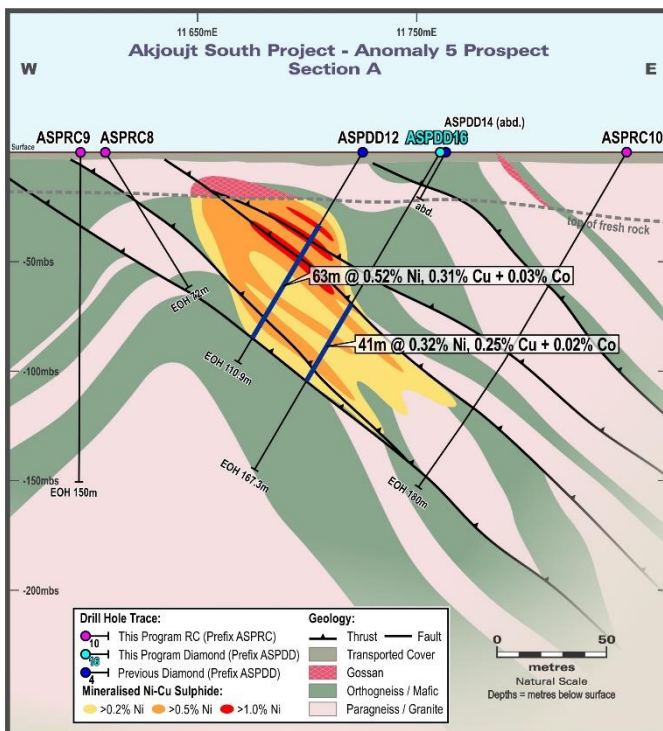 11 650mE
11 750mE
Akjoujt South Project - Anomaly 5 Prospect
Section A
W
E
ASPDD14 (abd.)
ASPRC9
ASPRC8
ASPDD12
ASPDD16
ASPRC10
Surface
abd.
top of fresh rock
-50mbs
63m @ 0.52% Ni, 0.31% Cu + 0.03% Co
EOH 72m
41m @ 0.32% Ni, 0.25% Cu + 0.02% Co
EOH 110.9m
-100mbs
EOH 167.3m
EOH 150m
EOH 180m
-150mbs
-200mbs
Drill Hole Trace:
10 This Program RC (Prefix ASPRC)
16 This Program Diamond (Prefix ASPDD)
4 Previous Diamond (Prefix ASPDD)
Mineralised Ni-Cu Sulphide:
>0.2% Ni >0.5% Ni >1.0% Ni
Geology:
Thrust Fault
Transported Cover
Gossan
Orthogneiss / Mafic
Paragneiss / Granite
0 50
metres
Natural Scale
Depths = metres below surface